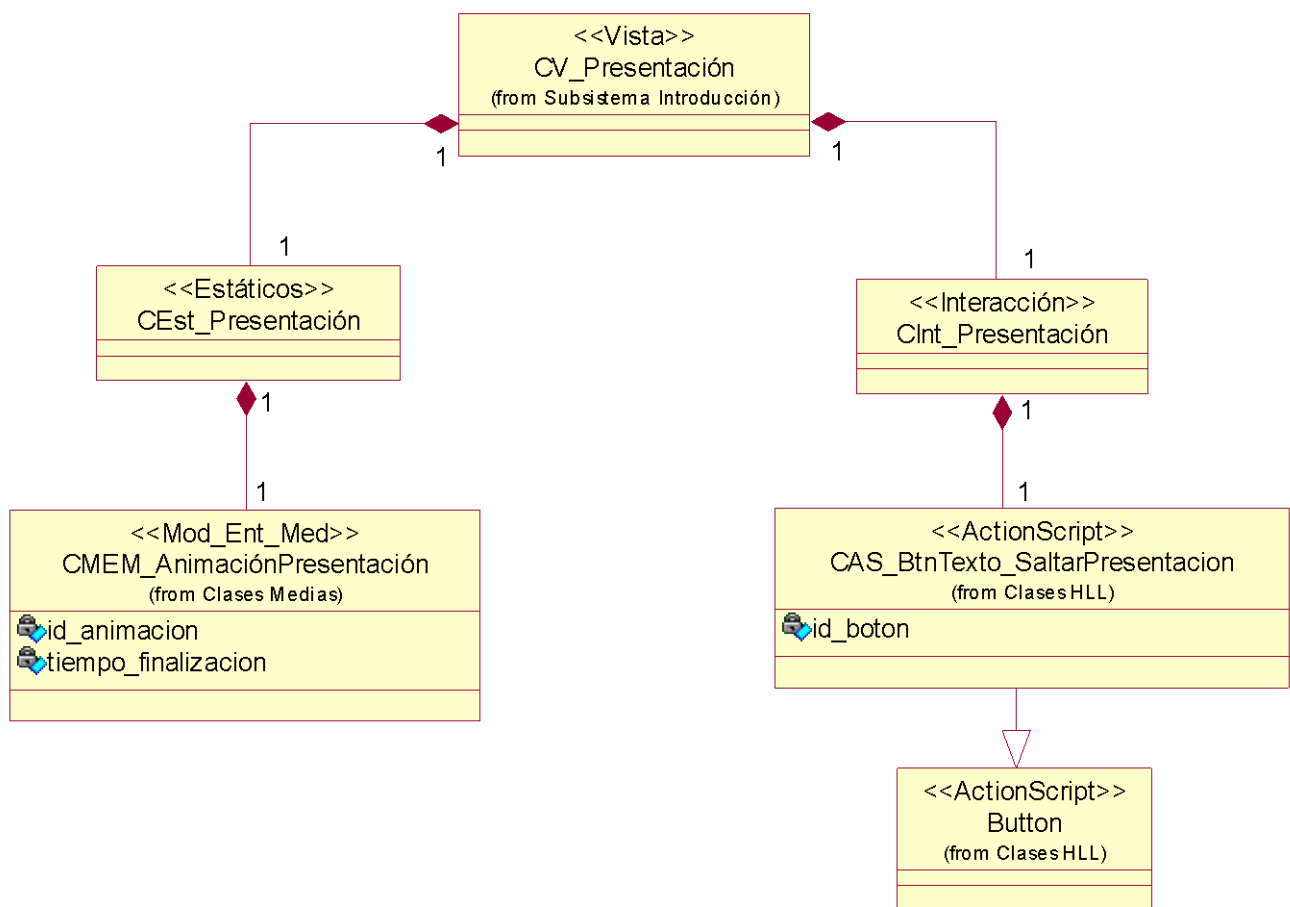 <<Vista>>
CV_Presentación
(from Subsistema Introducción)
1
1
1
1
<<Estáticos>>
CEst_Presentación
<<Interacción>>
CInt_Presentación
1
1
1
1
<<Mod_Ent_Med>>
CMEM_AnimaciónPresentación
(from Clases Medias)
id_animacion
tiempo_finalizacion
<<ActionScript>>
CAS_BtnTexto_SaltarPresentacion
(from Clases HLL)
id_boton
<<ActionScript>>
Button
(from Clases HLL)